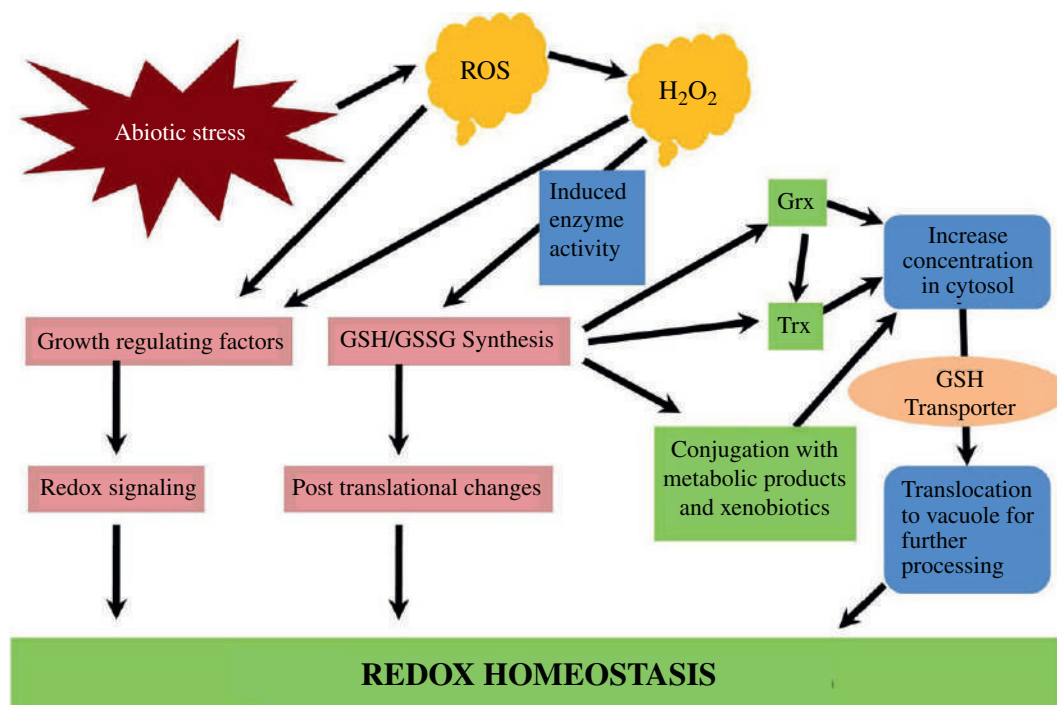 Abiotic stress
ROS
H₂O₂
Induced
enzyme
activity
Grx
Trx
Increase
concentration
in cytosol
Growth regulating factors
GSH/GSSG Synthesis
GSH
Transporter
Redox signaling
Post translational changes
Conjugation with
metabolic products
and xenobiotics
Translocation
to vacuole for
further
processing
REDOX HOMEOSTASIS